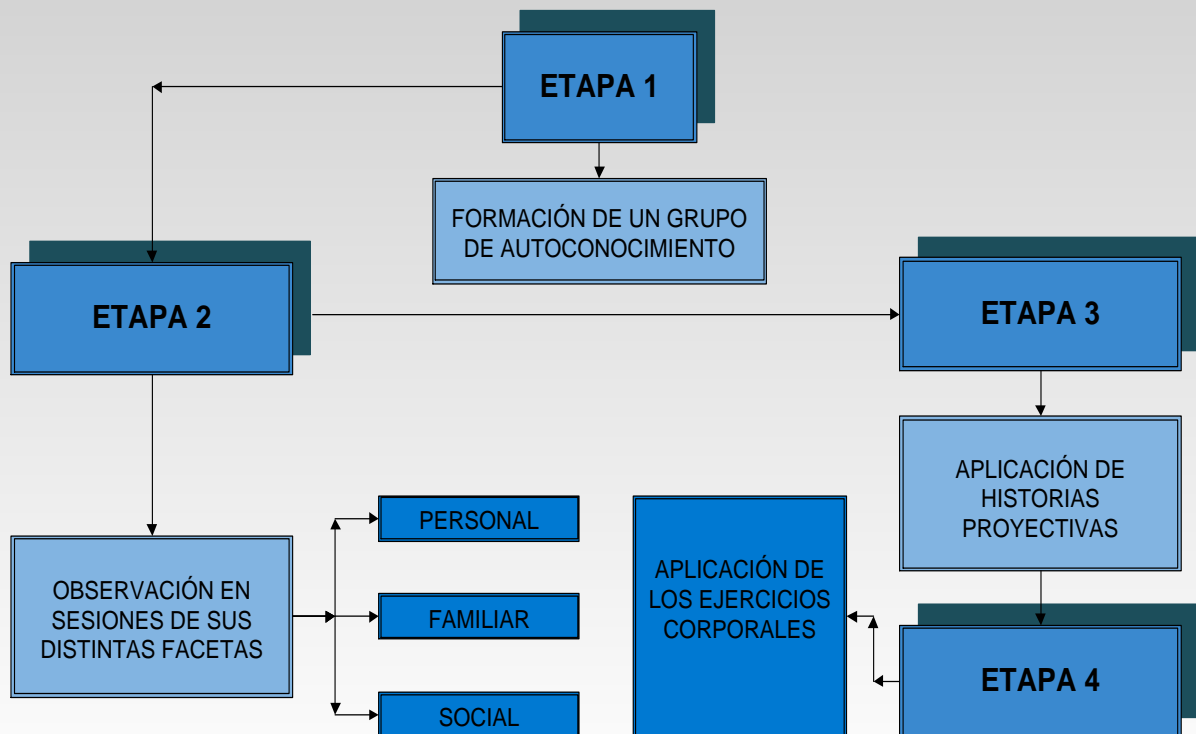 ETAPA 1
FORMACIÓN DE UN GRUPO
DE AUTOCONOCIMIENTO
ETAPA 2
OBSERVACIÓN EN
SESIONES DE SUS
DISTINTAS FACETAS
PERSONAL
FAMILIAR
SOCIAL
ETAPA 3
APLICACIÓN DE
HISTORIAS
PROYECTIVAS
ETAPA 4
APLICACIÓN DE
LOS EJERCICIOS
CORPORALES